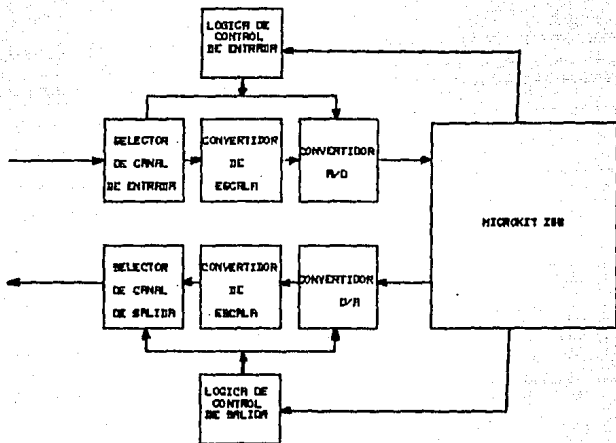 LOGICA DE
CONTROL
DE ENTRADA
SELECTOR
DE CANAL
DE ENTRADA
CONVERTIDOR
DE
ESCALA
CONVERTIDOR
A/D
MICROKIT Z80
SELECTOR
DE CANAL
DE SALIDA
CONVERTIDOR
DE
ESCALA
CONVERTIDOR
D/A
LOGICA DE
CONTROL
DE SALIDA